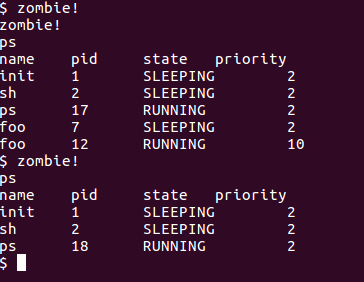 $ zombie!
zombie!
ps
name pid state priority
init 1 SLEEPING 2
sh 2 SLEEPING 2
ps 17 RUNNING 2
foo 7 SLEEPING 2
foo 12 RUNNING 10
$ zombie!
ps
name pid state priority
init 1 SLEEPING 2
sh 2 SLEEPING 2
ps 18 RUNNING 2
$